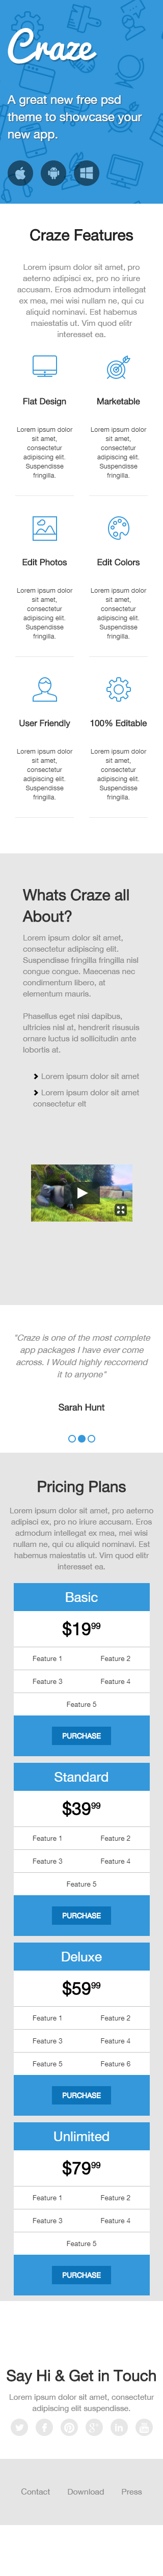 Craze
A great new free psd
theme to showcase your
new app.
Craze Features
Lorem ipsum dolor sit amet, pro
aeterno adipisci ex, pro no iriure
accusam. Eros admodum intellegat
ex mea, mei wisi nullam ne, qui cu
aliquid nominavi. Est habemus
maiestatis ut. Vim quod elitr
interesset ea.
Flat Design
Marketable
Lorem ipsum dolor
sit amet,
consectetur
adipiscing elit.
Suspendisse
fringilla.
Lorem ipsum dolor
sit amet,
consectetur
adipiscing elit.
Suspendisse
fringilla.
Edit Photos
Edit Colors
Lorem ipsum dolor
sit amet,
consectetur
adipiscing elit.
Suspendisse
fringilla.
Lorem ipsum dolor
sit amet,
consectetur
adipiscing elit.
Suspendisse
fringilla.
User Friendly
100% Editable
Lorem ipsum dolor
sit amet,
consectetur
adipiscing elit.
Suspendisse
fringilla.
Lorem ipsum dolor
sit amet,
consectetur
adipiscing elit.
Suspendisse
fringilla.
Whats Craze all
About?
Lorem ipsum dolor sit amet,
consectetur adipiscing elit.
Suspendisse fringilla fringilla nisl
congue congue. Maecenas nec
condimentum libero, at
elementum mauris.
Phasellus eget nisi dapibus,
ultricies nisl at, hendrerit risusuis
ornare luctus id sollicitudin ante
lobortis at.
Lorem ipsum dolor sit amet
Lorem ipsum dolor sit amet
consectetur elit
"Craze is one of the most complete
app packages I have ever come
across. I Would highly reccomend
it to anyone"
Sarah Hunt
Pricing Plans
Lorem ipsum dolor sit amet, pro aeterno
adipisci ex, pro no iriure accusam. Eros
admodum intellegat ex mea, mei wisi
nullam ne, qui cu aliquid nominavi. Est
habemus maiestatis ut. Vim quod elitr
interesset ea.
Basic
$19.99
Feature 1 Feature 2
Feature 3 Feature 4
Feature 5
PURCHASE
Standard
$39.99
Feature 1 Feature 2
Feature 3 Feature 4
Feature 5
PURCHASE
Deluxe
$59.99
Feature 1 Feature 2
Feature 3 Feature 4
Feature 5 Feature 6
PURCHASE
Unlimited
$79.99
Feature 1 Feature 2
Feature 3 Feature 4
Feature 5
PURCHASE
Say Hi & Get in Touch
Lorem ipsum dolor sit amet, consectetur
adipiscing elit suspendisse.
Contact Download Press